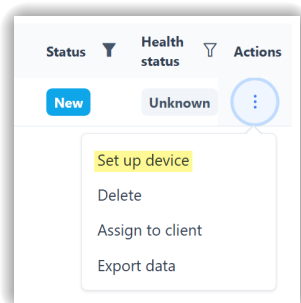 Status Health status Actions
New Unknown
Set up device
Delete
Assign to client
Export data